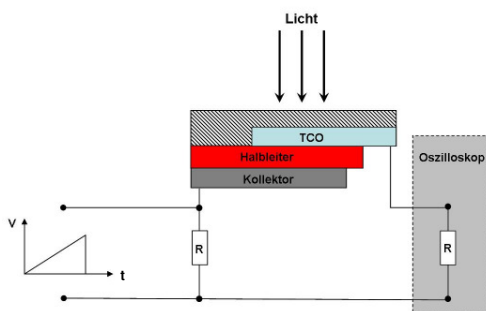 Licht
TCO
Halbleiter
Oszilloskop
Kollektor
V
R
R
t